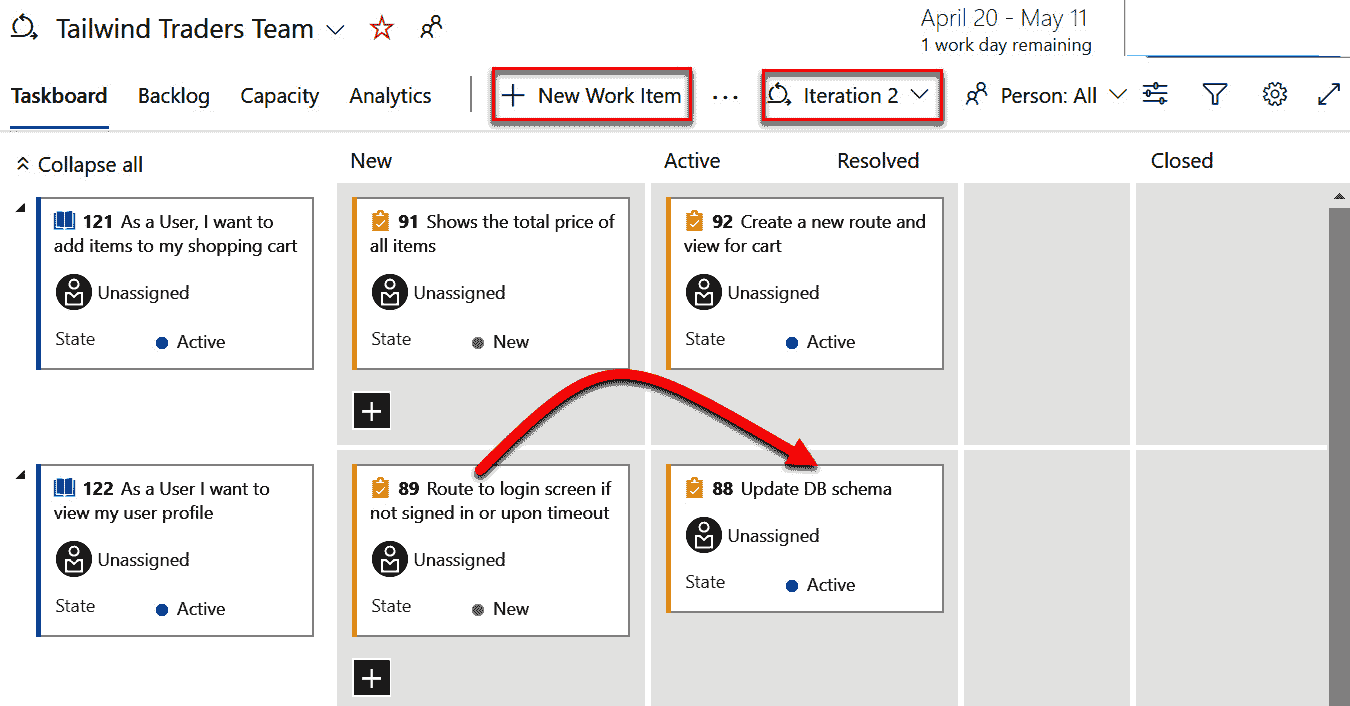 Tailwind Traders Team
April 20 - May 11
1 work day remaining
Taskboard Backlog Capacity Analytics New Work Item ... Iteration 2 Person: All
Collapse all New Active Resolved Closed
121 As a User, I want to
add items to my shopping cart
Unassigned
State Active
91 Shows the total price of
all items
Unassigned
State New
92 Create a new route and
view for cart
Unassigned
State Active
122 As a User I want to
view my user profile
Unassigned
State Active
89 Route to login screen if
not signed in or upon timeout
Unassigned
State New
88 Update DB schema
Unassigned
State Active